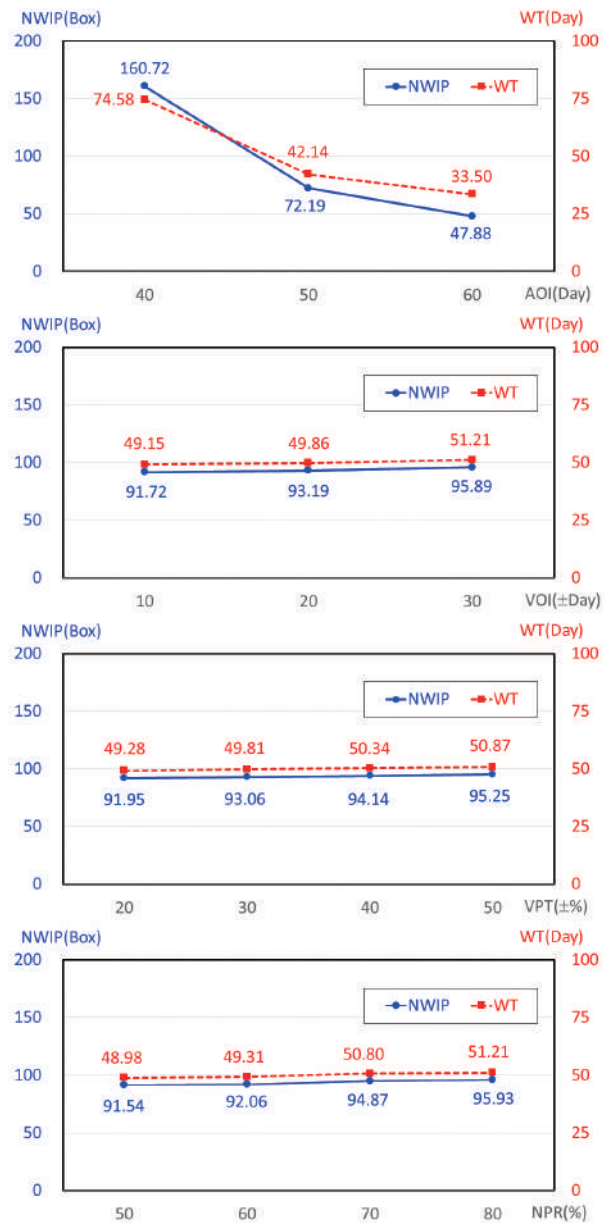 NWIP(Box) WT(Day)
200 100
160.72 NWIP WT
150 74.58 75
42.14
100 33.50 50
72.19
50 47.88 25
0 0
40 50 60 AOI(Day)
NWIP(Box) WT(Day)
200 100
NWIP WT
150 75
49.15 49.86 51.21
100 50
91.72 93.19 95.89
50 25
0 0
10 20 30 VOI(±Day)
NWIP(Box) WT(Day)
200 100
NWIP WT
150 75
49.28 49.81 50.34 50.87
100 50
91.95 93.06 94.14 95.25
50 25
0 0
20 30 40 50 VPT(±%)
NWIP(Box) WT(Day)
200 100
NWIP WT
150 75
48.98 49.31 50.80 51.21
100 50
91.54 92.06 94.87 95.93
50 25
0 0
50 60 70 80 NPR(%)